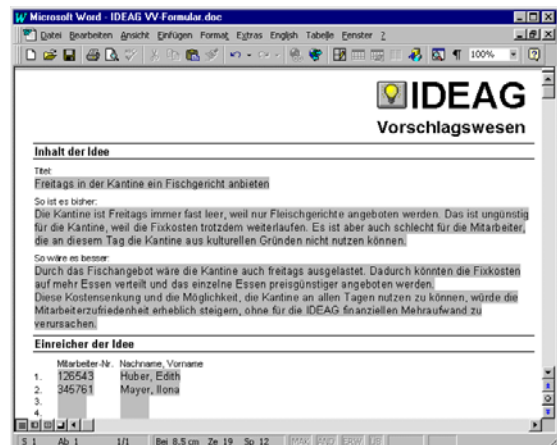 Microsoft Word - IDEAG VV-Formular.doc
Datei Bearbeiten Ansicht Einfügen Format Extras English Tabelle Fenster ?
100%
IDEAG
Vorschlagswesen
Inhalt der Idee
Titel:
Freitags in der Kantine ein Fischgericht anbieten
So ist es bisher:
Die Kantine ist Freitags immer fast leer, weil nur Fleischgerichte angeboten werden. Das ist ungünstig
für die Kantine, weil die Fixkosten trotzdem weiterlaufen. Es ist aber auch schlecht für die Mitarbeiter,
die an diesem Tag die Kantine aus kulturellen Gründen nicht nutzen können.
So wäre es besser:
Durch das Fischangebot wäre die Kantine auch freitags ausgelastet. Dadurch könnten die Fixkosten
auf mehr Essen verteilt und das einzelne Essen preisgünstiger angeboten werden.
Diese Kostensenkung und die Möglichkeit, die Kantine an allen Tagen nutzen zu können, würde die
Mitarbeiterzufriedenheit erheblich steigern, ohne für die IDEAG finanziellen Mehraufwand zu
verursachen.
Einreicher der Idee
Mitarbeiter-Nr. Nachname, Vorname
1. 126543 Huber, Edith
2. 345761 Mayer, Ilona
3.
4.
S 1 Ab 1 1/1 Bei 8,5 cm Ze 19 Sp 12 MAK ÄND ERW ÜB